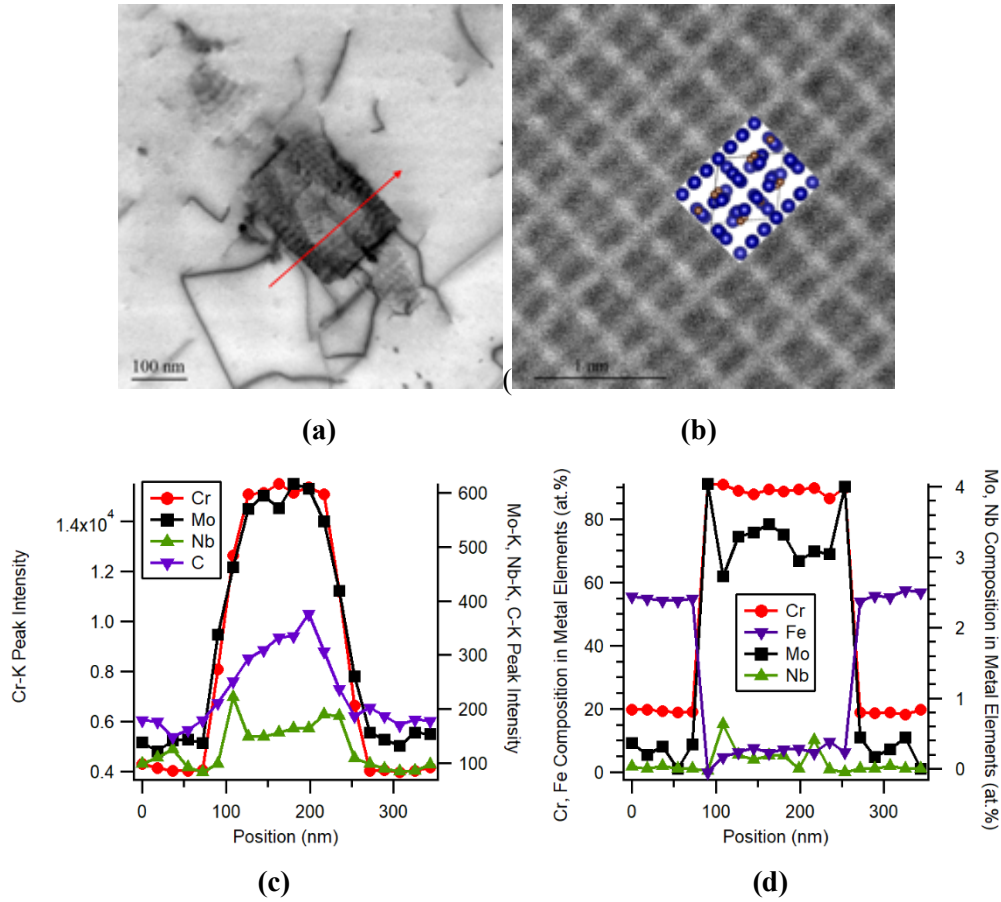 100 nm
1 nm
(
(a)
(b)
Cr-K Peak Intensity
1.4x10⁴
1.2
1.0
0.8
0.6
0.4
Cr
Mo
Nb
C
600
500
400
300
200
100
Mo-K, Nb-K, C-K Peak Intensity
0
100
200
300
Position (nm)
(c)
Cr, Fe Composition in Metal Elements (at.%)
80
60
40
20
0
Cr
Fe
Mo
Nb
4
3
2
1
0
Mo, Nb Composition in Metal Elements (at.%)
0
100
200
300
Position (nm)
(d)